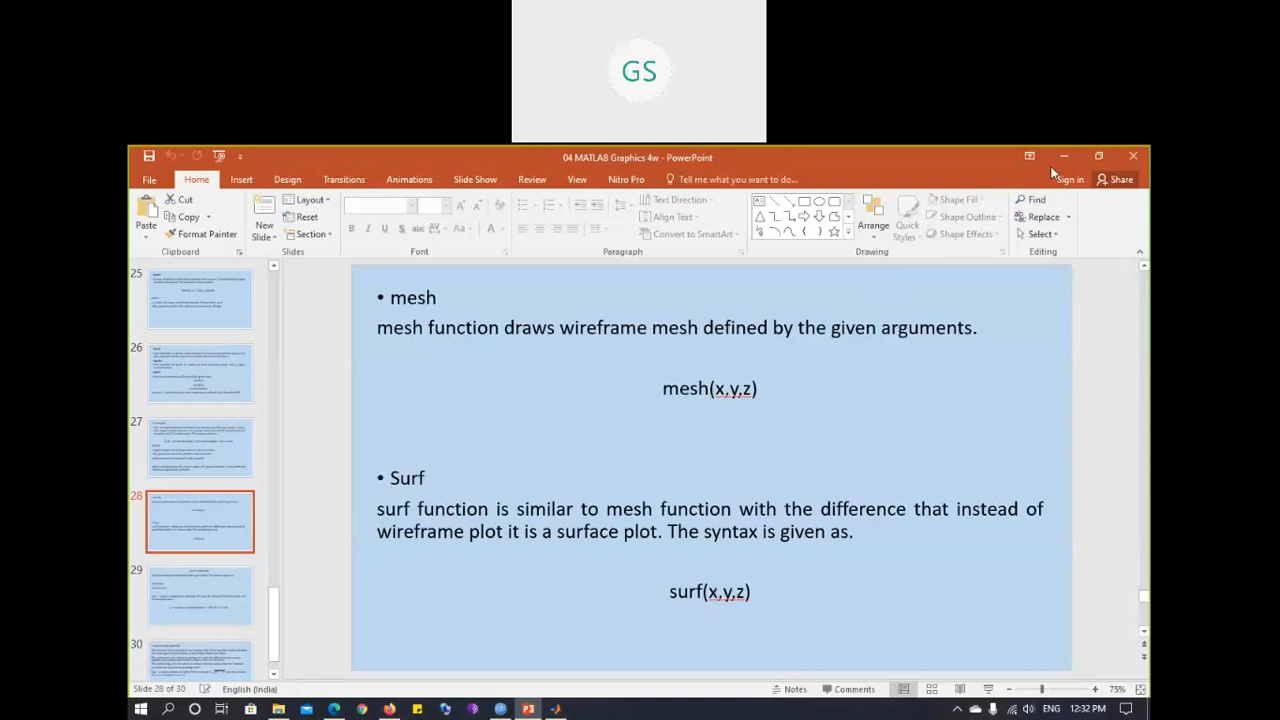 GS
04 MATLAB Graphics 4w - PowerPoint
File Home Insert Design Transitions Animations Slide Show Review View Nitro Pro Tell me what you want to do... Sign in Share
Paste
Cut
Copy
Format Painter
Clipboard
New Slide
Layout
Reset
Section
Slides
Font
Text Direction
Align Text
Convert to SmartArt
Paragraph
Arrange
Quick Styles
Shape Fill
Shape Outline
Shape Effects
Drawing
Find
Replace
Select
Editing
25
26
27
28
29
30
• mesh
mesh function draws wireframe mesh defined by the given arguments.
mesh(x,y,z)
• Surf
surf function is similar to mesh function with the difference that instead of
wireframe plot it is a surface plot. The syntax is given as.
surf(x,y,z)
Slide 28 of 30 English (India) Notes Comments 75%
ENG 12:32 PM